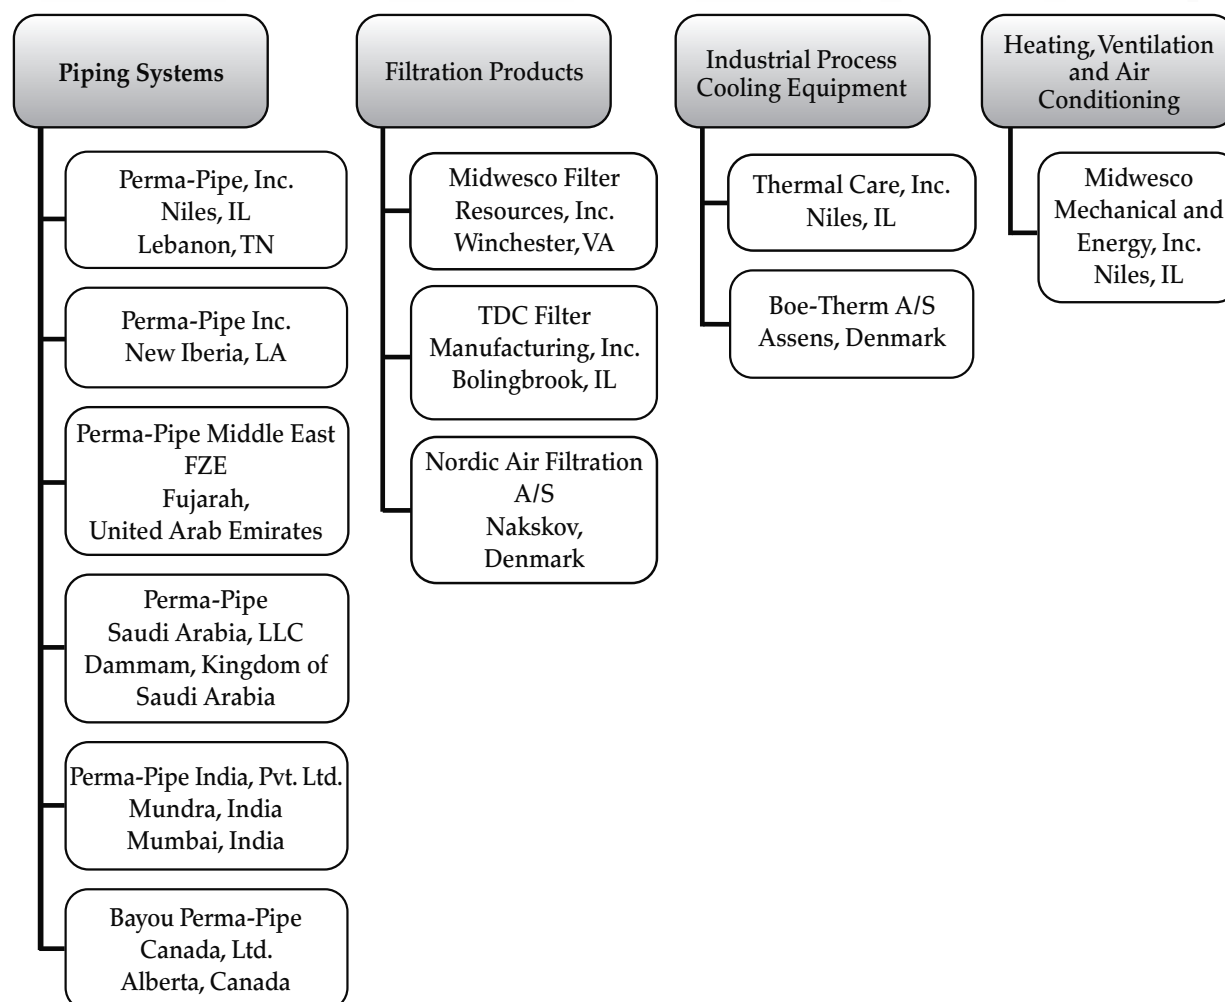 Piping Systems
Perma-Pipe, Inc.
Niles, IL
Lebanon, TN
Perma-Pipe Inc.
New Iberia, LA
Perma-Pipe Middle East
FZE
Fujarah,
United Arab Emirates
Perma-Pipe
Saudi Arabia, LLC
Dammam, Kingdom of
Saudi Arabia
Perma-Pipe India, Pvt. Ltd.
Mundra, India
Mumbai, India
Bayou Perma-Pipe
Canada, Ltd.
Alberta, Canada
Filtration Products
Midwesco Filter
Resources, Inc.
Winchester, VA
TDC Filter
Manufacturing, Inc.
Bolingbrook, IL
Nordic Air Filtration
A/S
Nakskov,
Denmark
Industrial Process
Cooling Equipment
Thermal Care, Inc.
Niles, IL
Boe-Therm A/S
Assens, Denmark
Heating, Ventilation
and Air
Conditioning
Midwesco
Mechanical and
Energy, Inc.
Niles, IL